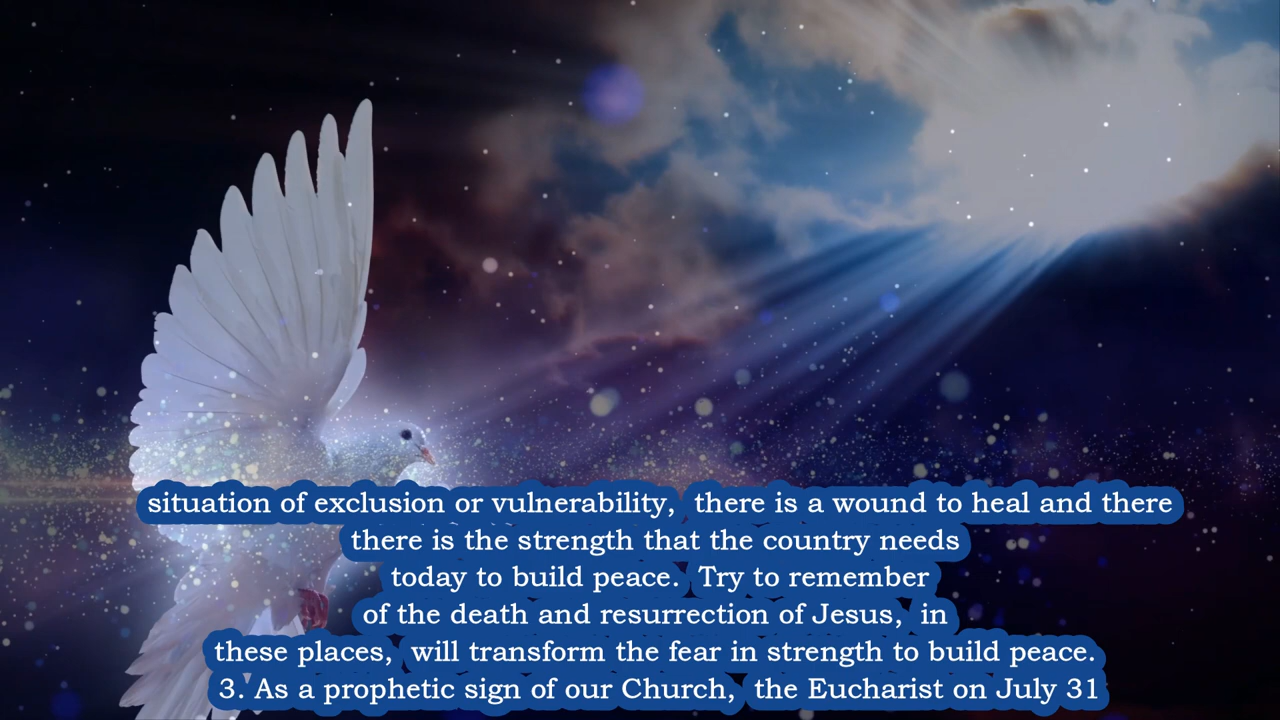 situation of exclusion or vulnerability,  there is a wound to heal and there
there is the strength that the country needs
today to build peace.  Try to remember
of the death and resurrection of Jesus,  in
these places,  will transform the fear in strength to build peace.
3. As a prophetic sign of our Church,  the Eucharist on July 31